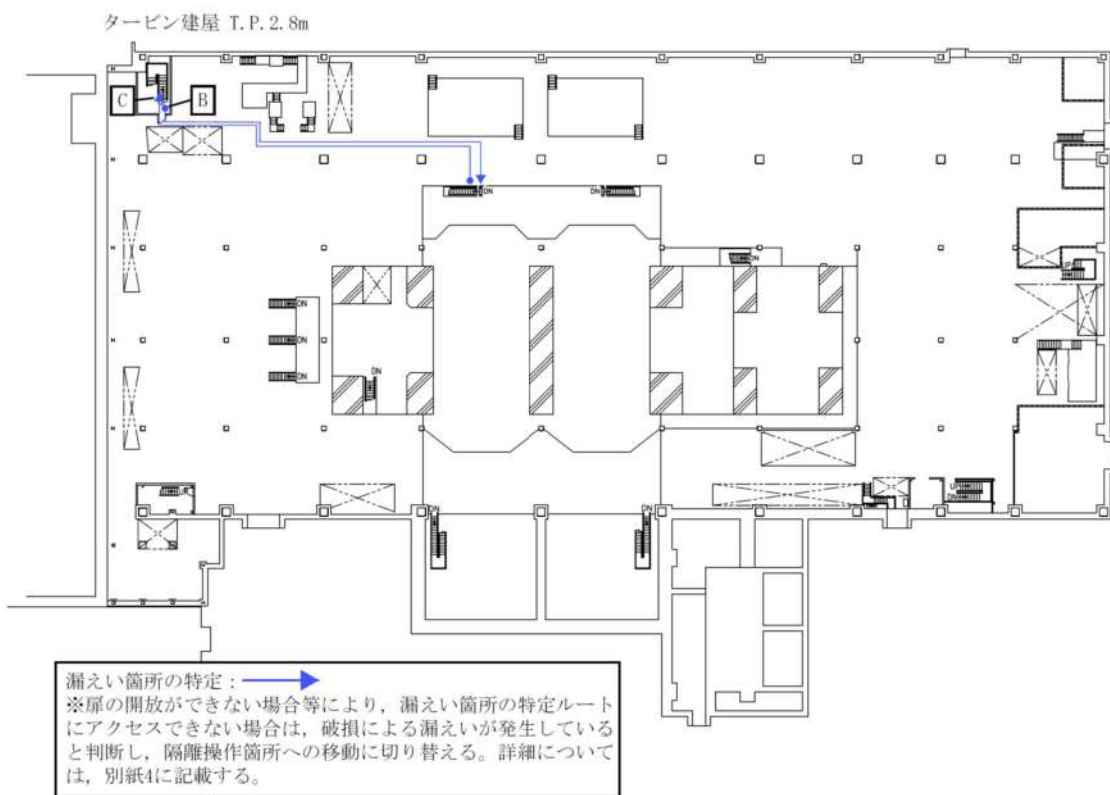 タービン建屋 T.P.2.8m
C
B
DN
DN
DN
UP
DN
DN
DN
DN
UP
DN
DN
DN
漏えい箇所の特定：
※扉の開放ができない場合等により，漏えい箇所の特定ルート
にアクセスできない場合は，破損による漏えいが発生している
と判断し，隔離操作箇所への移動に切り替える。詳細について
は，別紙4に記載する。